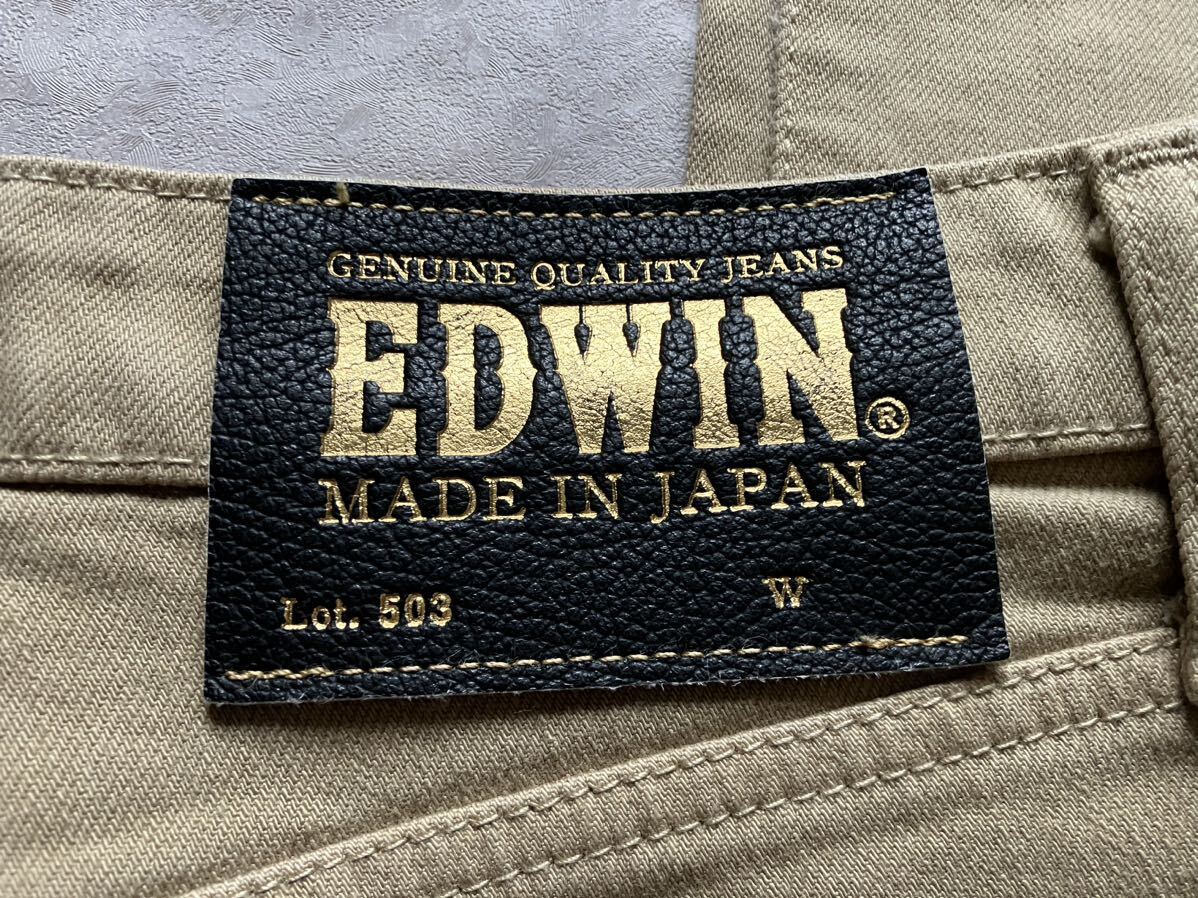 GENUINE QUALITY JEANS
EDWIN®
MADE IN JAPAN
Lot. 503 W